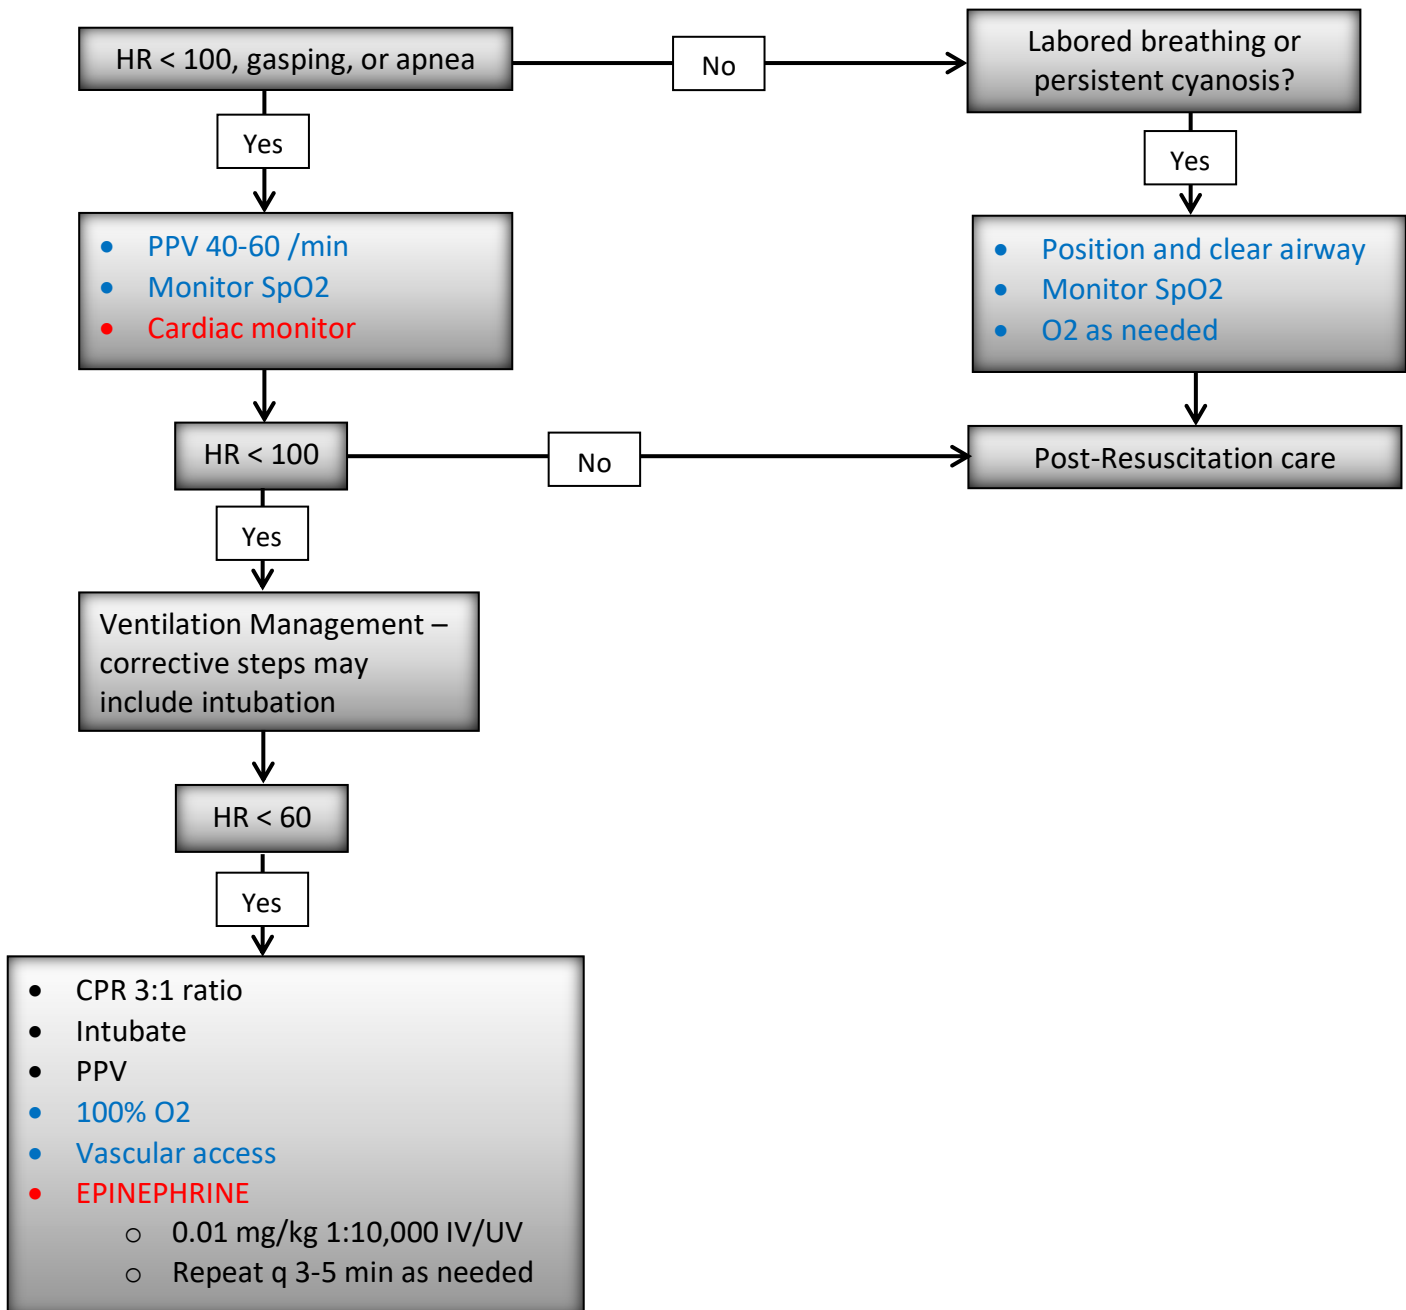 HR < 100, gasping, or apnea
No
Labored breathing or
persistent cyanosis?
Yes
Yes
• PPV 40-60 /min
• Monitor SpO2
• Cardiac monitor
• Position and clear airway
• Monitor SpO2
• O2 as needed
HR < 100
No
Post-Resuscitation care
Yes
Ventilation Management –
corrective steps may
include intubation
HR < 60
Yes
• CPR 3:1 ratio
• Intubate
• PPV
• 100% O2
• Vascular access
• EPINEPHRINE
o 0.01 mg/kg 1:10,000 IV/UV
o Repeat q 3-5 min as needed